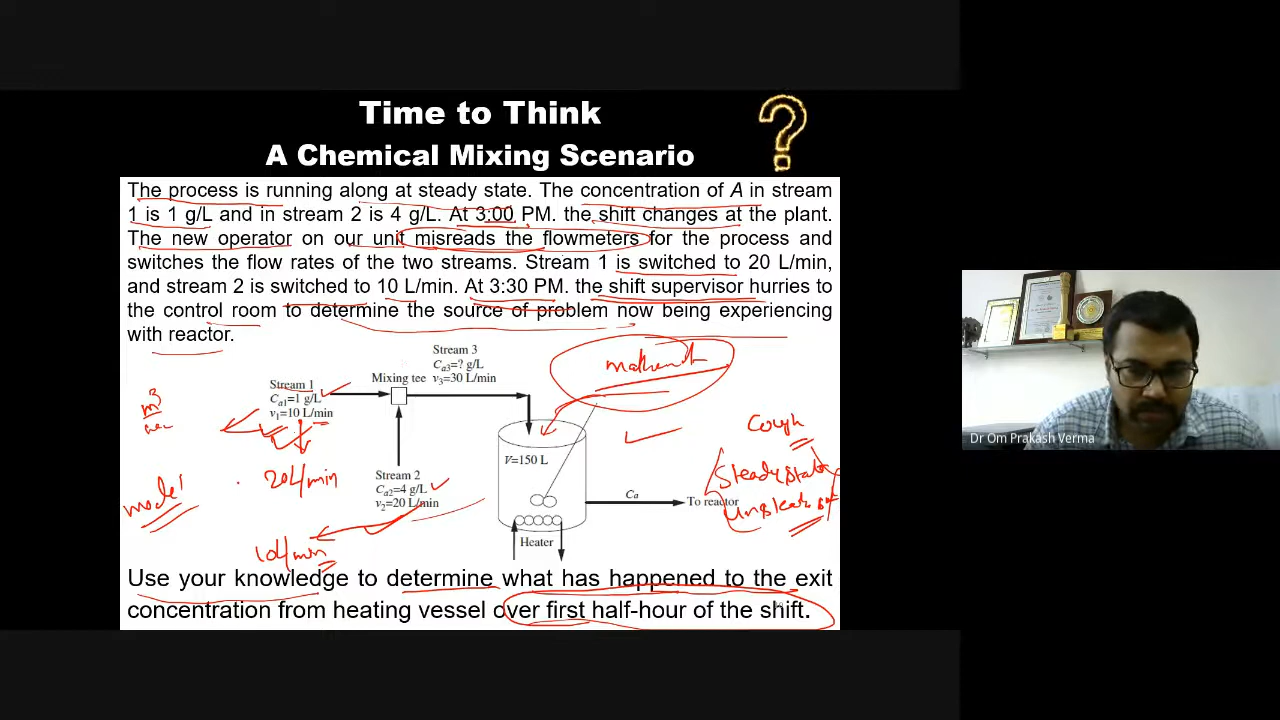 Time to Think
A Chemical Mixing Scenario
?
The process is running along at steady state. The concentration of A in stream
1 is 1 g/L and in stream 2 is 4 g/L. At 3:00 PM. the shift changes at the plant.
The new operator on our unit misreads the flowmeters for the process and
switches the flow rates of the two streams. Stream 1 is switched to 20 L/min,
and stream 2 is switched to 10 L/min. At 3:30 PM. the shift supervisor hurries to
the control room to determine the source of problem now being experiencing
with reactor.
Stream 3
Ca3=? g/L
v3=30 L/min
Mixing tee
Stream 1
Ca1=1 g/L
v1=10 L/min
20L/min
model
Stream 2
Ca2=4 g/L
v2=20 L/min
10L/min
V=150 L
Heater
Ca
To reactor
Steady state
Use your knowledge to determine what has happened to the exit
concentration from heating vessel over first half-hour of the shift.
Dr Om Prakash Verma